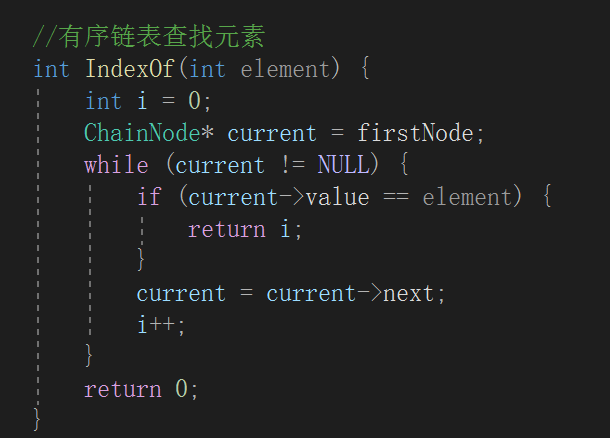 //有序链表查找元素
int IndexOf(int element) {
    int i = 0;
    ChainNode* current = firstNode;
    while (current != NULL) {
        if (current->value == element) {
            return i;
        }
        current = current->next;
        i++;
    }
    return 0;
}